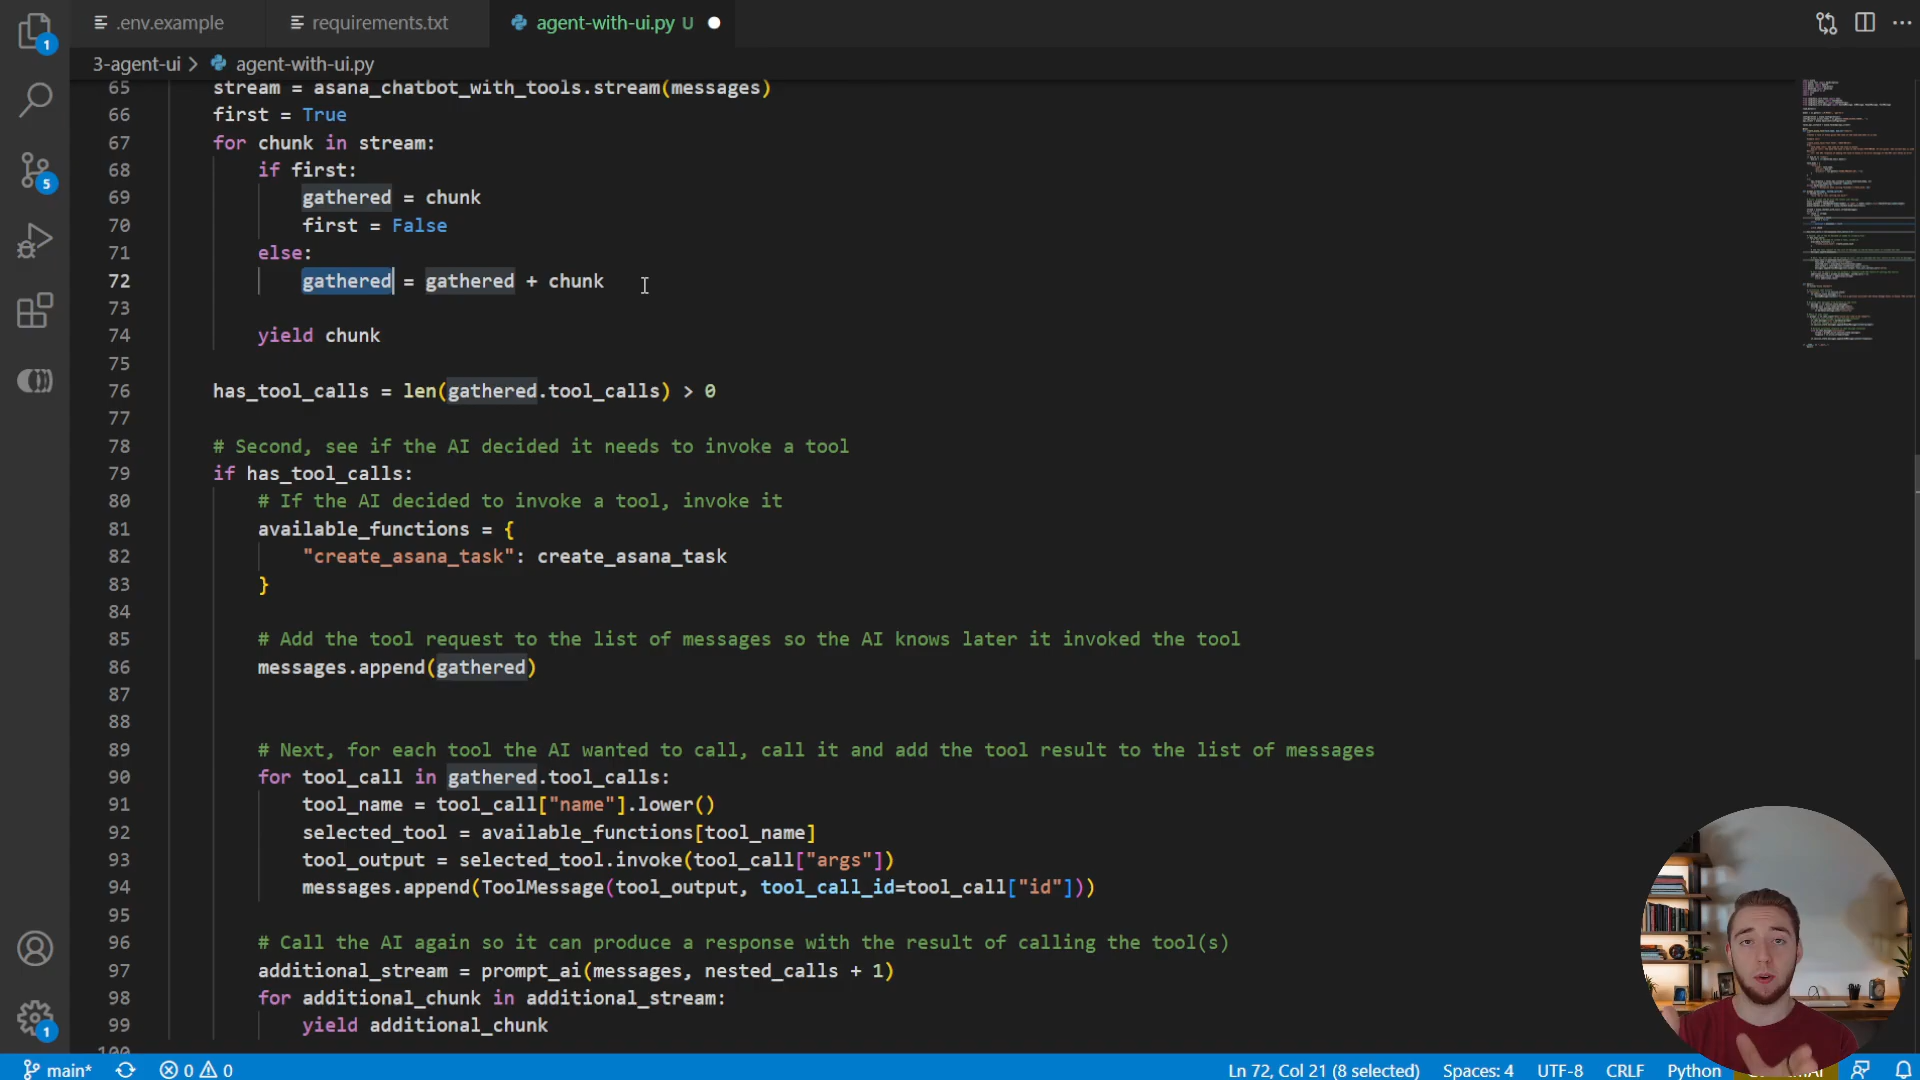 .env.example
requirements.txt
agent-with-ui.py U
3-agent-ui > agent-with-ui.py
65 stream = asana_chatbot_with_tools.stream(messages)
66 first = True
67 for chunk in stream:
68 if first:
69 gathered = chunk
70 first = False
71 else:
72 gathered = gathered + chunk
73
74 yield chunk
75
76 has_tool_calls = len(gathered.tool_calls) > 0
77
78 # Second, see if the AI decided it needs to invoke a tool
79 if has_tool_calls:
80 # If the AI decided to invoke a tool, invoke it
81 available_functions = {
82 "create_asana_task": create_asana_task
83 }
84
85 # Add the tool request to the list of messages so the AI knows later it invoked the tool
86 messages.append(gathered)
87
88
89 # Next, for each tool the AI wanted to call, call it and add the tool result to the list of messages
90 for tool_call in gathered.tool_calls:
91 tool_name = tool_call["name"].lower()
92 selected_tool = available_functions[tool_name]
93 tool_output = selected_tool.invoke(tool_call["args"])
94 messages.append(ToolMessage(tool_output, tool_call_id=tool_call["id"]))
95
96 # Call the AI again so it can produce a response with the result of calling the tool(s)
97 additional_stream = prompt_ai(messages, nested_calls + 1)
98 for additional_chunk in additional_stream:
99 yield additional_chunk
100
1
5
1
main* 0 0 Ln 72, Col 21 (8 selected) Spaces: 4 UTF-8 CRLF Python